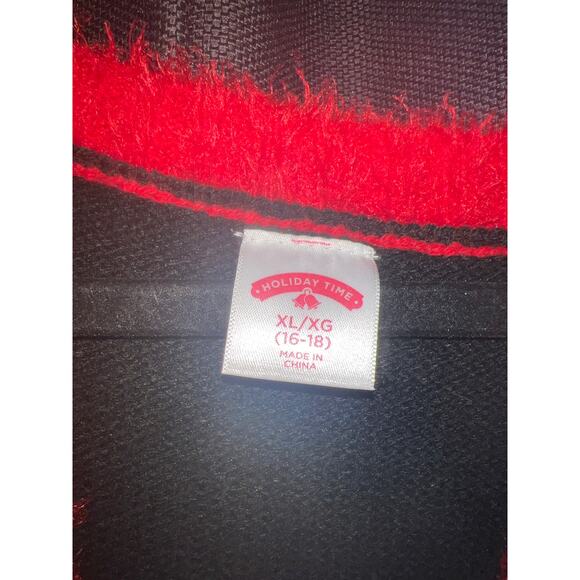 HOLIDAY TIME
XL/XG
(16-18)
MADE IN
CHINA